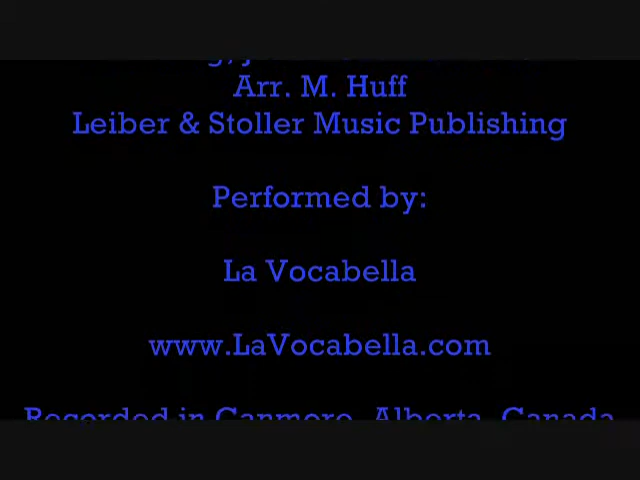 Arr. M. Huff
Leiber & Stoller Music Publishing
Performed by:
La Vocabella
www.LaVocabella.com
Recorded in Canmore, Alberta, Canada